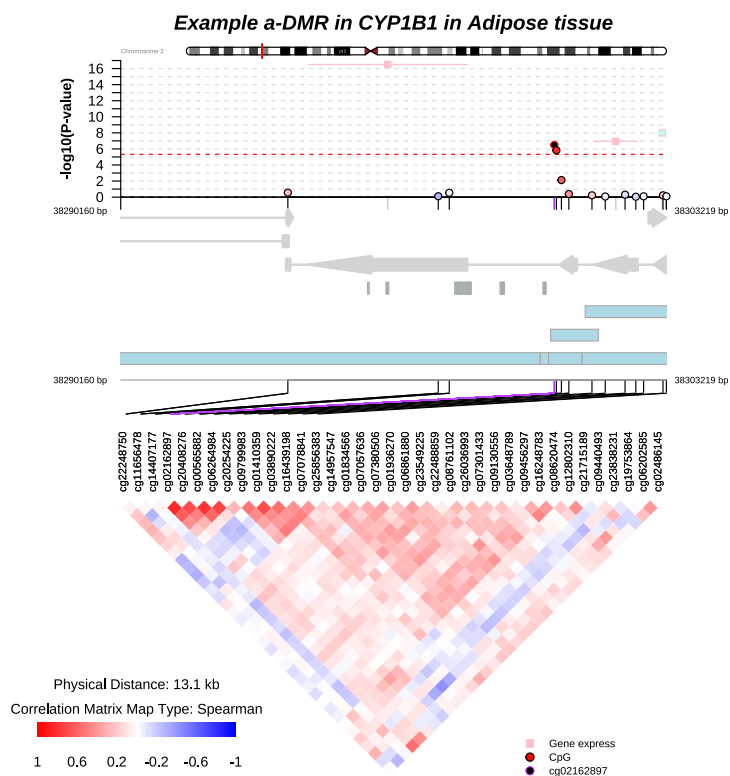 Example a-DMR in CYP1B1 in Adipose tissue
Chromosome 2
-log10(P-value)
16
14
12
10
8
6
4
2
0
38290160 bp
38303219 bp
38290160 bp
38303219 bp
cg22248750
cg11656478
cg14407177
cg02162897
cg20408276
cg00565882
cg06264984
cg20254225
cg09799983
cg01410359
cg03890222
cg16439198
cg07078841
cg25856383
cg14957547
cg01834566
cg07057636
cg07380506
cg01936270
cg06861880
cg23549225
cg22488859
cg08761102
cg26036993
cg07301433
cg09130556
cg03648789
cg09456297
cg16248783
cg08620474
cg12802310
cg21715189
cg09440493
cg23838231
cg19753864
cg06202585
cg02486145
Physical Distance: 13.1 kb
Correlation Matrix Map Type: Spearman
1 0.6 0.2 -0.2 -0.6 -1
Gene express
CpG
cg02162897